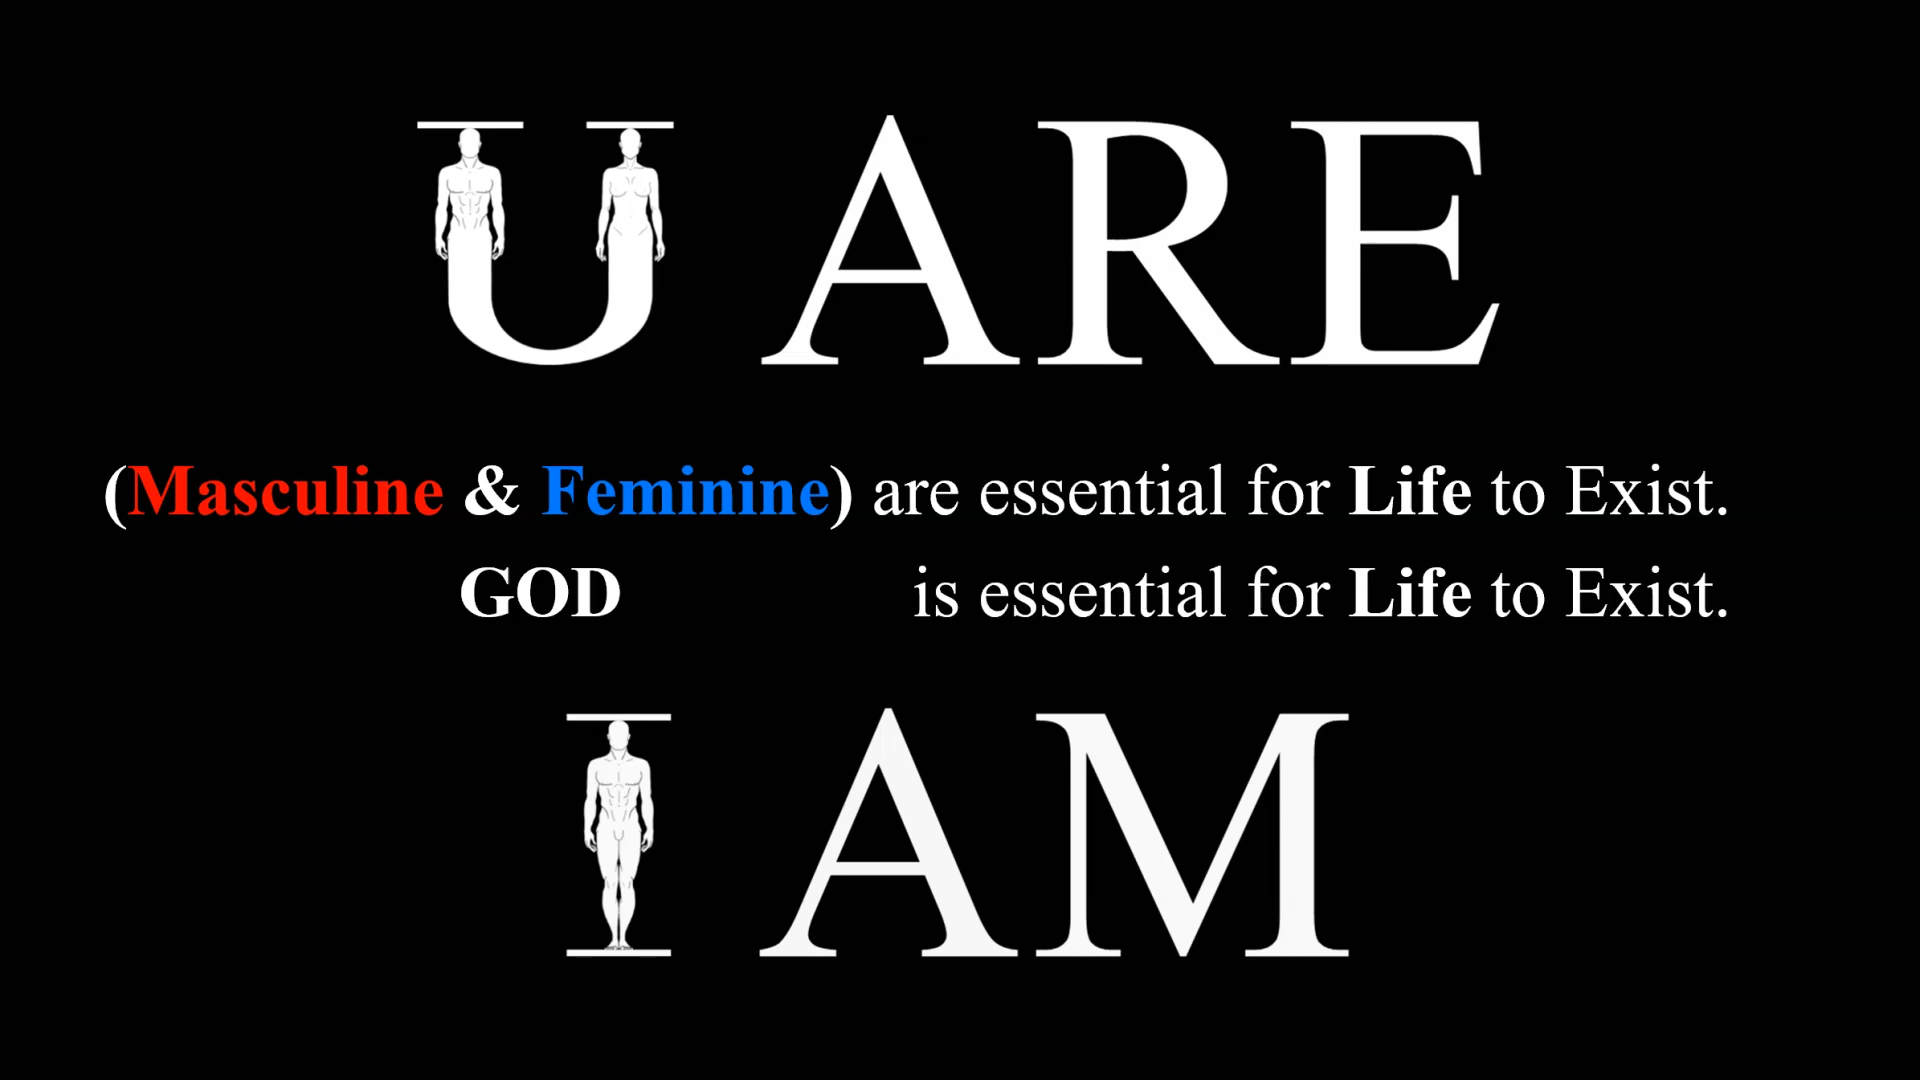 U ARE
(Masculine & Feminine) are essential for Life to Exist.
GOD is essential for Life to Exist.
I AM